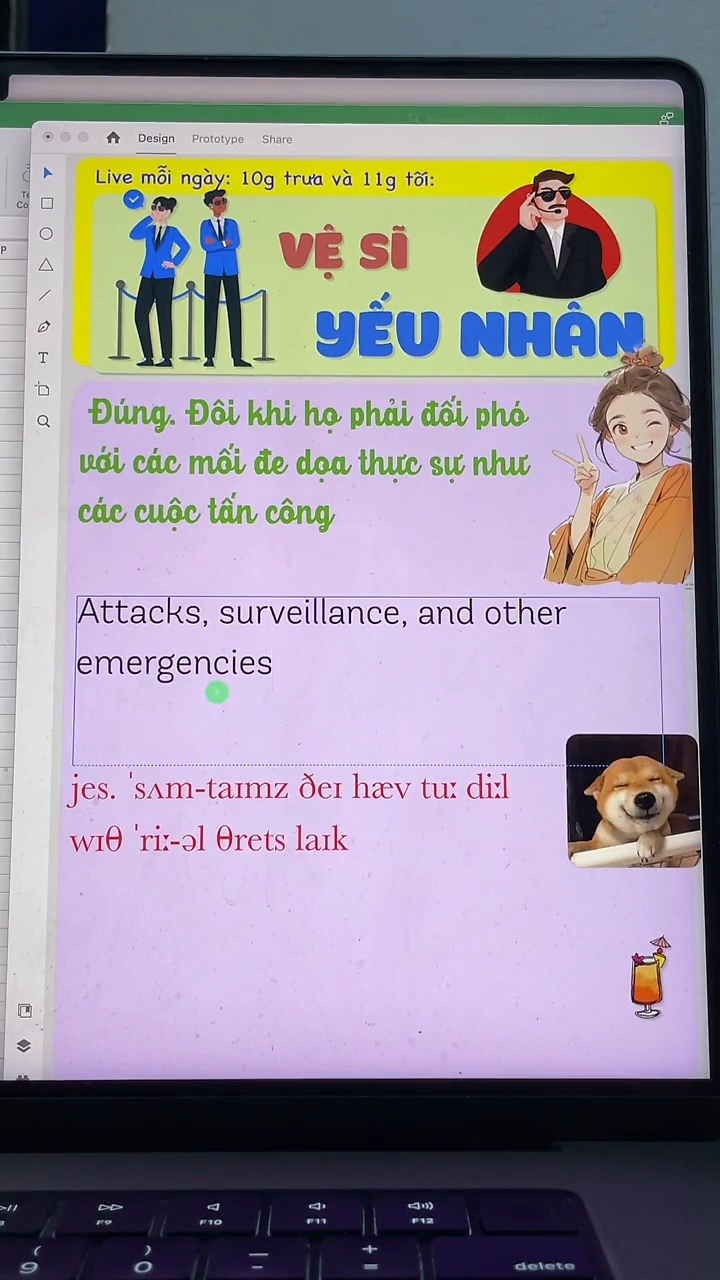 Design Prototype Share
Live mỗi ngày: 10g trưa và 11g tối:
VỆ SĨ
YẾU NHÂN
Đúng. Đôi khi họ phải đối phó
với các mối đe dọa thực sự như
các cuộc tấn công
Attacks, surveillance, and other
emergencies
jes. ˈsʌm-taɪmz ðeɪ hæv tuː diːl
wɪθ ˈriː-əl θrets laɪk
F9 F10 F11 F12
( ) — +
9 0 - = delete